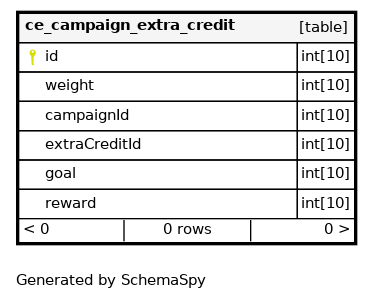 ce_campaign_extra_credit [table]
id int[10]
weight int[10]
campaignId int[10]
extraCreditId int[10]
goal int[10]
reward int[10]
< 0 0 rows 0 >
Generated by SchemaSpy